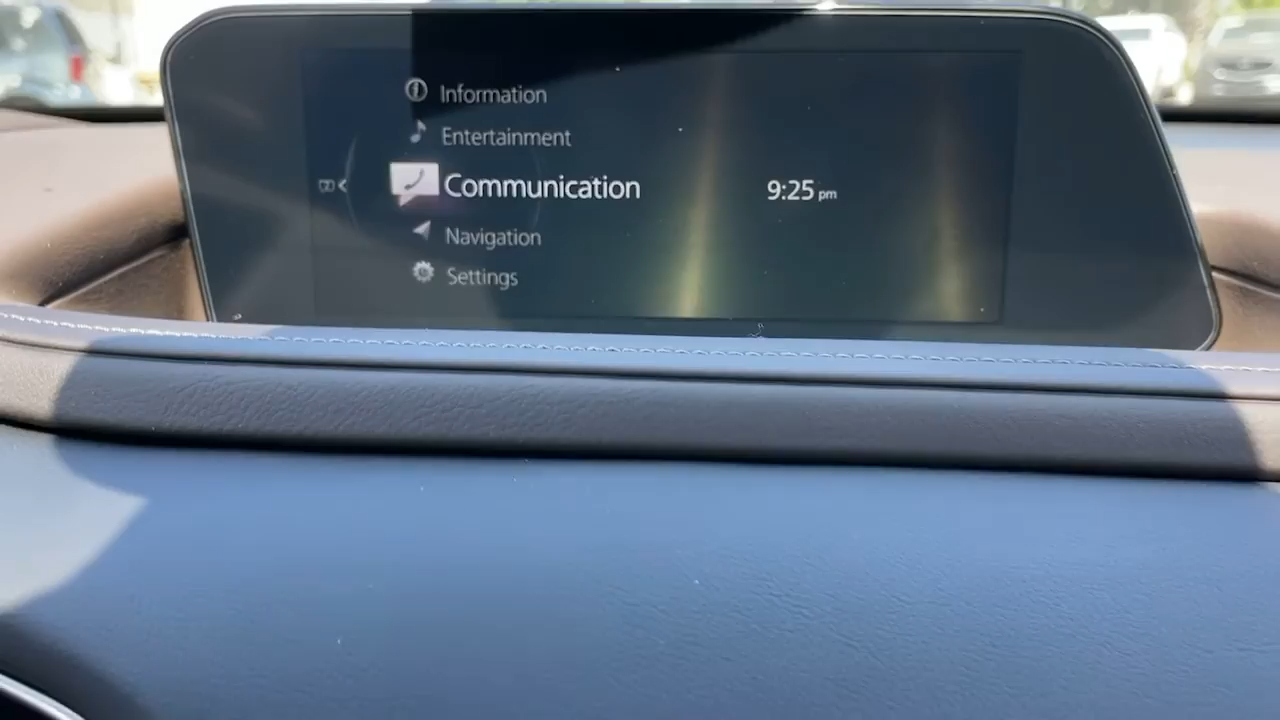 Information
Entertainment
Communication
9:25 pm
Navigation
Settings